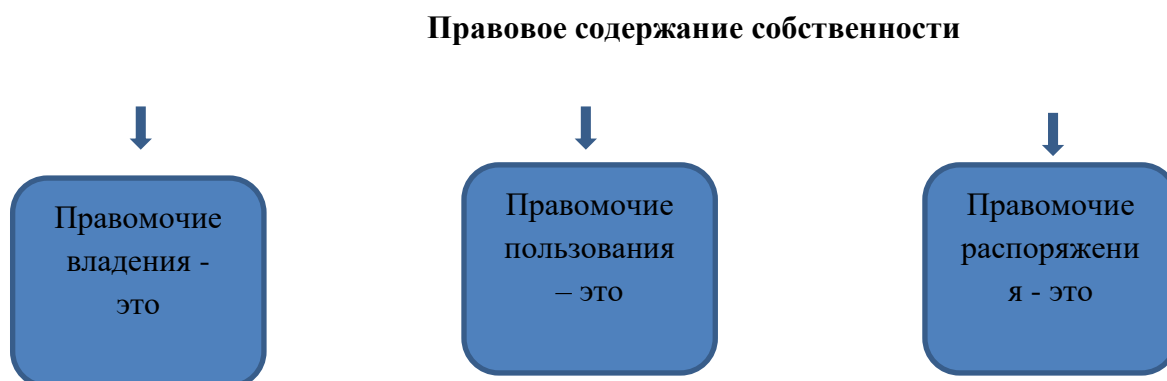 Правовое содержание собственности
Правомочие
владения -
это
Правомочие
пользования
– это
Правомочие
распоряжени
я - это